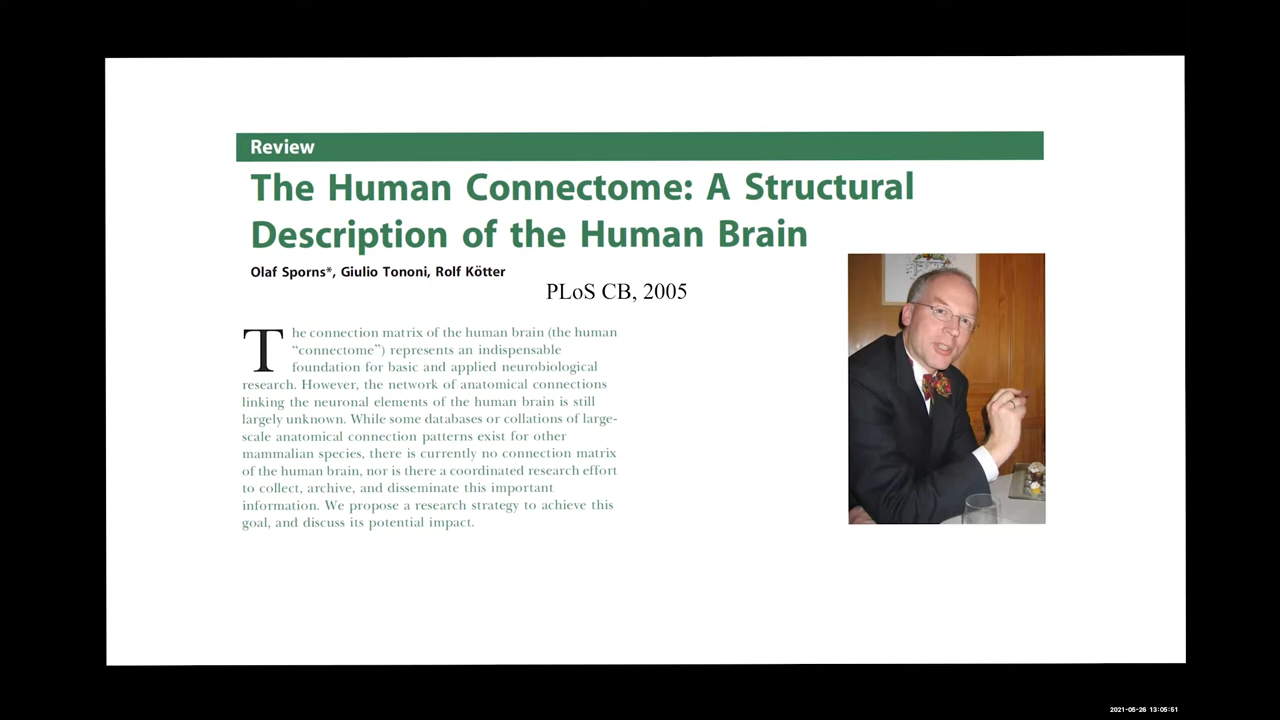 Review
The Human Connectome: A Structural
Description of the Human Brain
Olaf Sporns*, Giulio Tononi, Rolf Kötter
PLoS CB, 2005
The connection matrix of the human brain (the human
“connectome”) represents an indispensable
foundation for basic and applied neurobiological
research. However, the network of anatomical connections
linking the neuronal elements of the human brain is still
largely unknown. While some databases or collations of large-
scale anatomical connection patterns exist for other
mammalian species, there is currently no connection matrix
of the human brain, nor is there a coordinated research effort
to collect, archive, and disseminate this important
information. We propose a research strategy to achieve this
goal, and discuss its potential impact.
2021-05-26 13:05:51